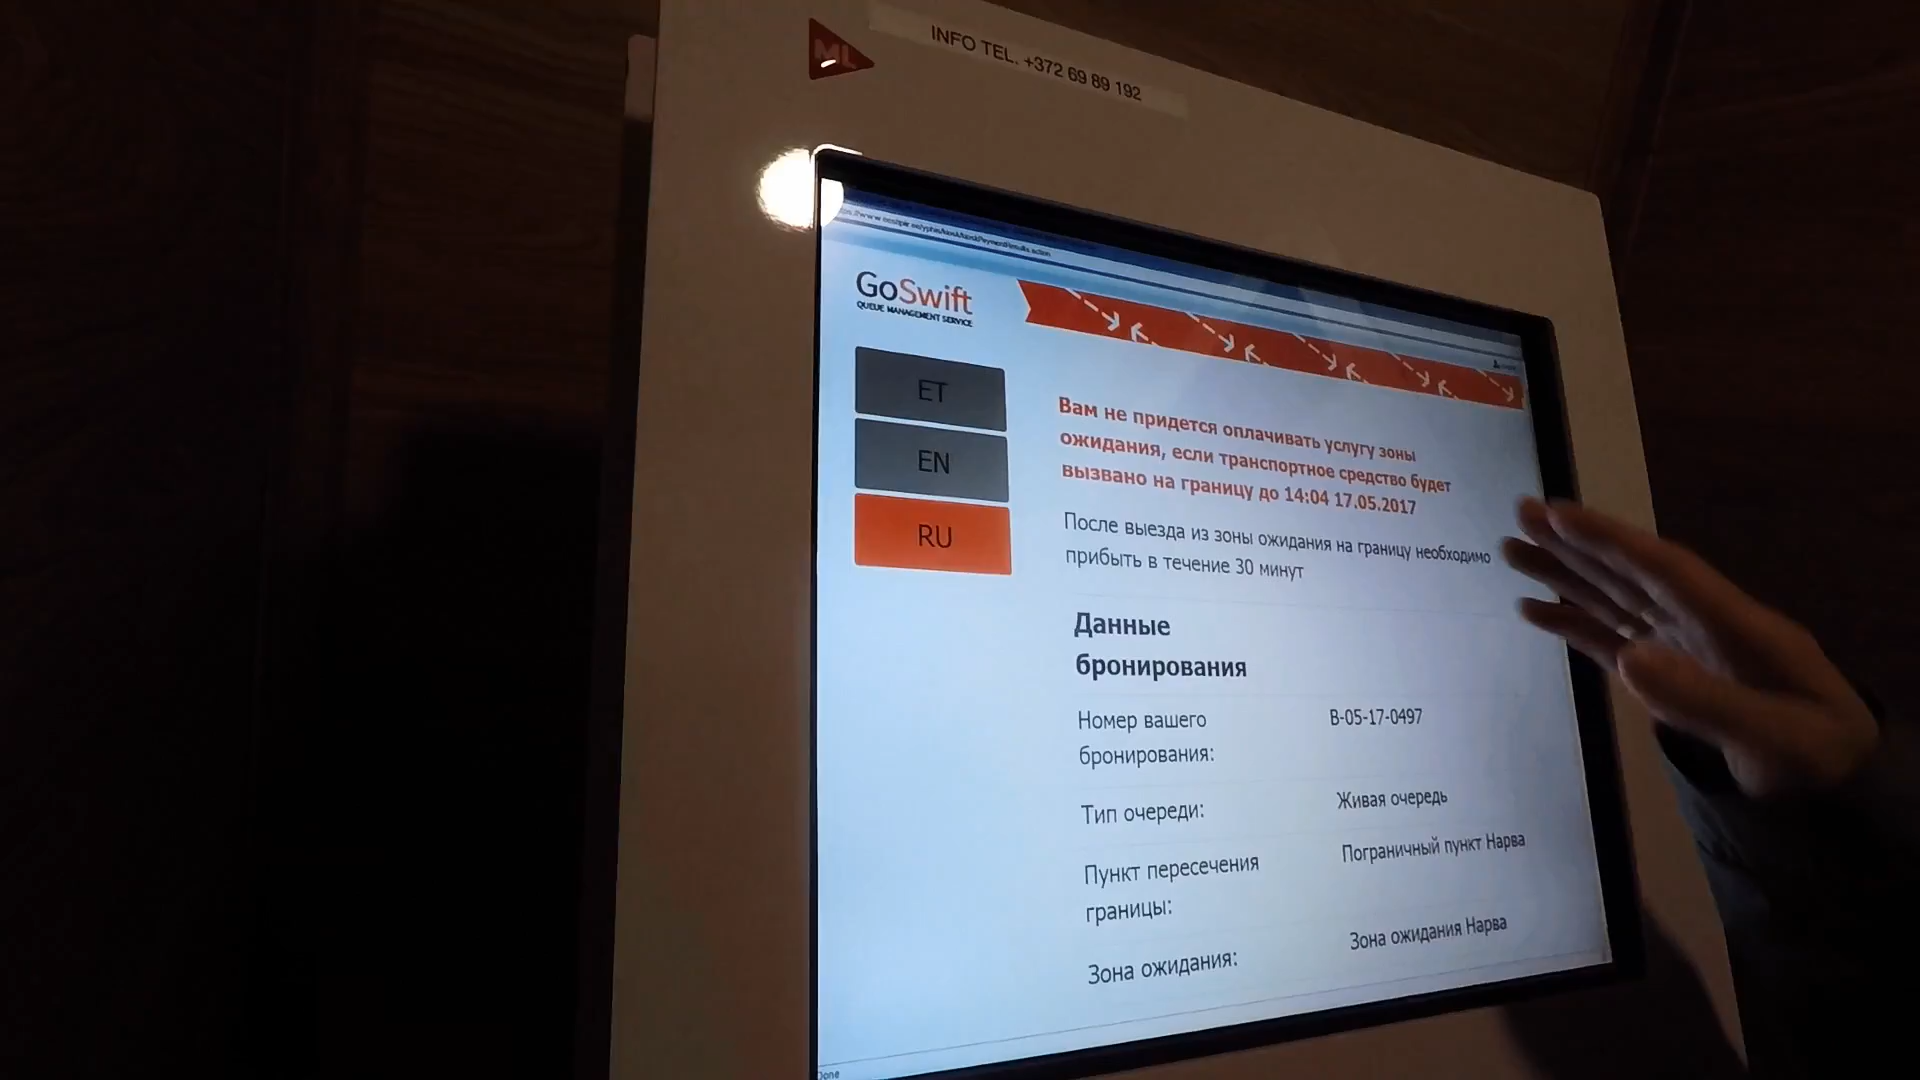 ML
INFO TEL. +372 69 89 192
GoSwift
QUEUE MANAGEMENT SERVICE
ET
EN
RU
Вам не придется оплачивать услугу зоны
ожидания, если транспортное средство будет
вызвано на границу до 14:04 17.05.2017
После выезда из зоны ожидания на границу необходимо
прибыть в течение 30 минут
Данные
бронирования
Номер вашего
бронирования:
B-05-17-0497
Тип очереди:
Живая очередь
Пункт пересечения
границы:
Пограничный пункт Нарва
Зона ожидания:
Зона ожидания Нарва
Done